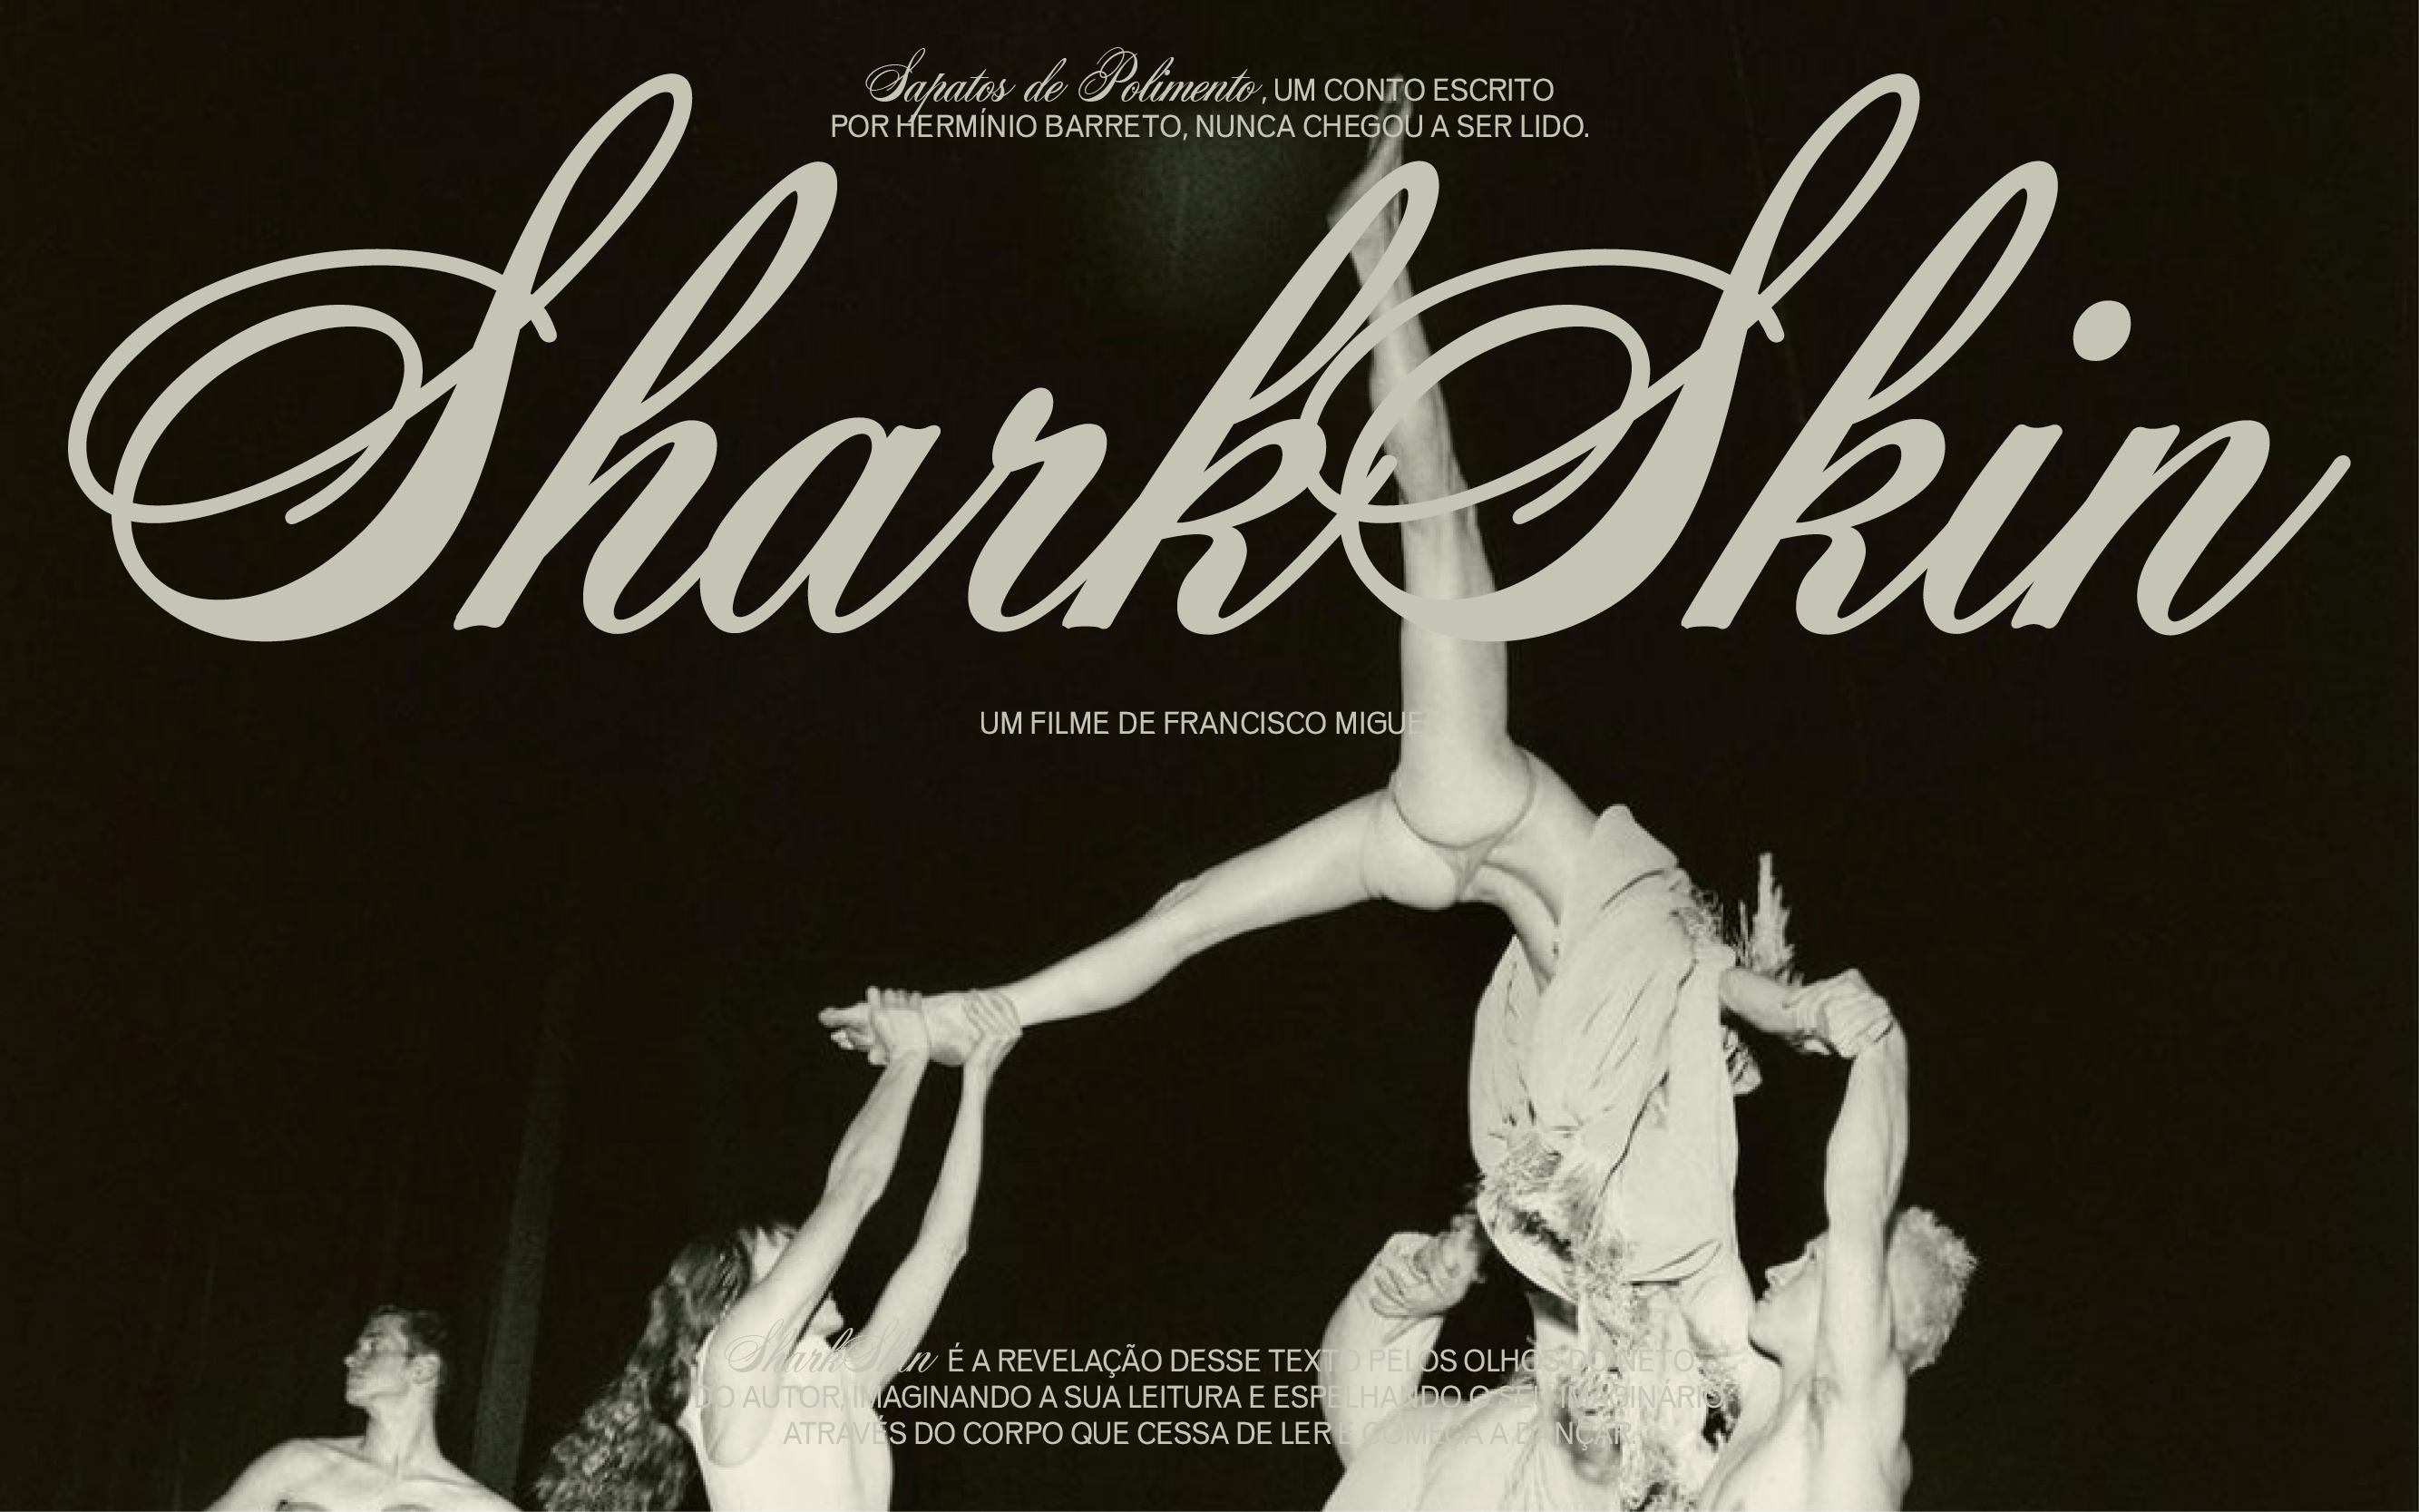 Sapatos de Polimento, UM CONTO ESCRITO
POR HERMÍNIO BARRETO, NUNCA CHEGOU A SER LIDO.
SharkSkin
UM FILME DE FRANCISCO MIGUEL
SharkSkin É A REVELAÇÃO DESSE TEXTO PELOS OLHOS DO NETO
DO AUTOR, IMAGINANDO A SUA LEITURA E ESPELHANDO O SEU IMAGINÁRIO
ATRAVÉS DO CORPO QUE CESSA DE LER E COMEÇA A DANÇAR.